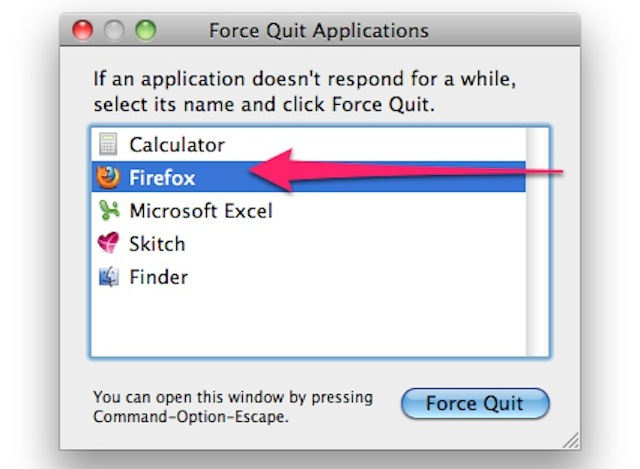 Force Quit Applications
If an application doesn't respond for a while,
select its name and click Force Quit.
Calculator
Firefox
Microsoft Excel
Skitch
Finder
You can open this window by pressing
Command-Option-Escape.
Force Quit